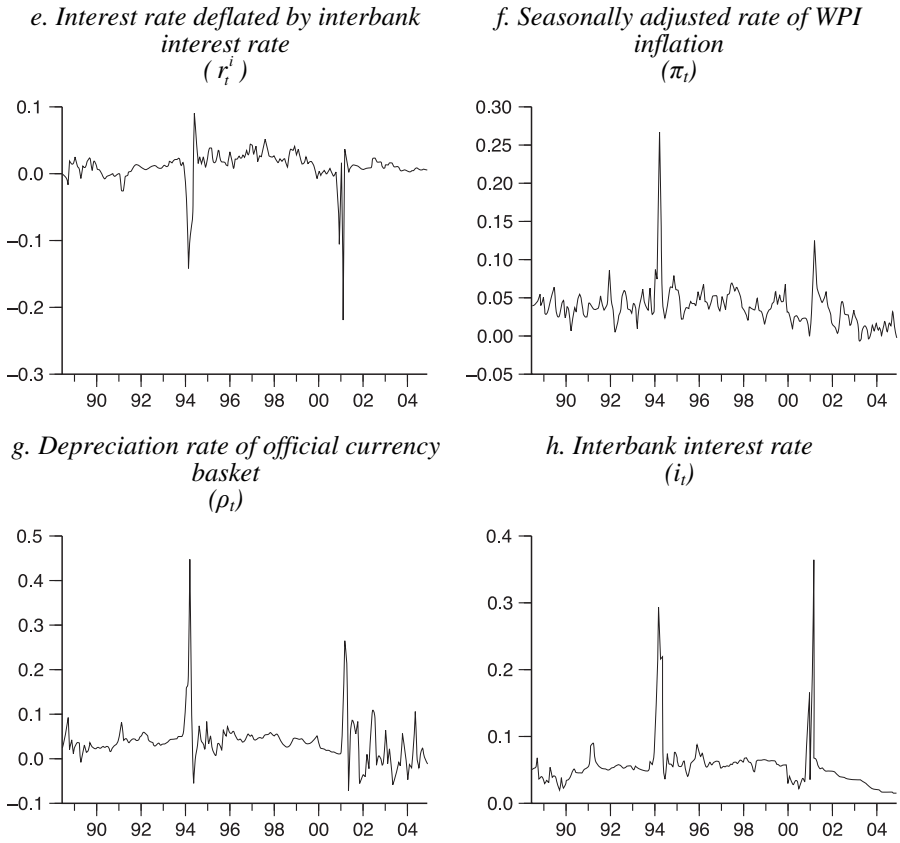 e. Interest rate deflated by interbank
interest rate
( r_t^i )
0.1
0.0
–0.1
–0.2
–0.3
90 92 94 96 98 00 02 04
f. Seasonally adjusted rate of WPI
inflation
(π_t)
0.30
0.25
0.20
0.15
0.10
0.05
0.00
–0.05
90 92 94 96 98 00 02 04
g. Depreciation rate of official currency
basket
(ρ_t)
0.5
0.4
0.3
0.2
0.1
0.0
–0.1
90 92 94 96 98 00 02 04
h. Interbank interest rate
(i_t)
0.4
0.3
0.2
0.1
0.0
90 92 94 96 98 00 02 04